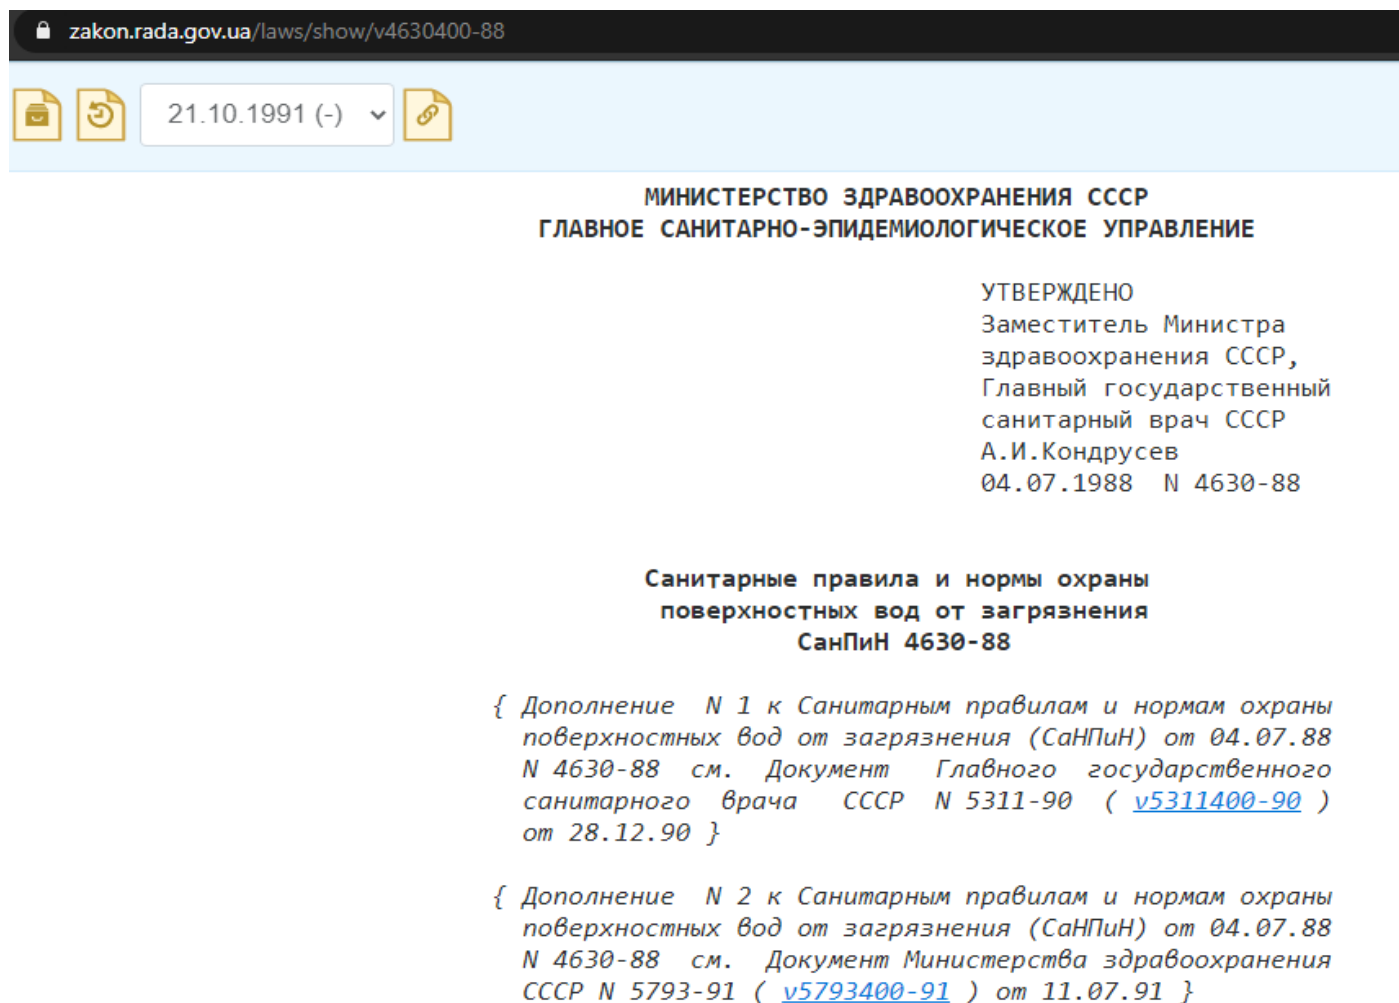 zakon.rada.gov.ua/laws/show/v4630400-88
21.10.1991 (-)
МИНИСТЕРСТВО ЗДРАВООХРАНЕНИЯ СССР
ГЛАВНОЕ САНИТАРНО-ЭПИДЕМИОЛОГИЧЕСКОЕ УПРАВЛЕНИЕ
УТВЕРЖДЕНО
Заместитель Министра
здравоохранения СССР,
Главный государственный
санитарный врач СССР
А.И.Кондрусев
04.07.1988 N 4630-88
Санитарные правила и нормы охраны
поверхностных вод от загрязнения
СанПиН 4630-88
{ Дополнение N 1 к Санитарным правилам и нормам охраны
поверхностных вод от загрязнения (СаНПиН) от 04.07.88
N 4630-88 см. Документ Главного государственного
санитарного врача СССР N 5311-90 ( v5311400-90 )
от 28.12.90 }
{ Дополнение N 2 к Санитарным правилам и нормам охраны
поверхностных вод от загрязнения (СаНПиН) от 04.07.88
N 4630-88 см. Документ Министерства здравоохранения
СССР N 5793-91 ( v5793400-91 ) от 11.07.91 }